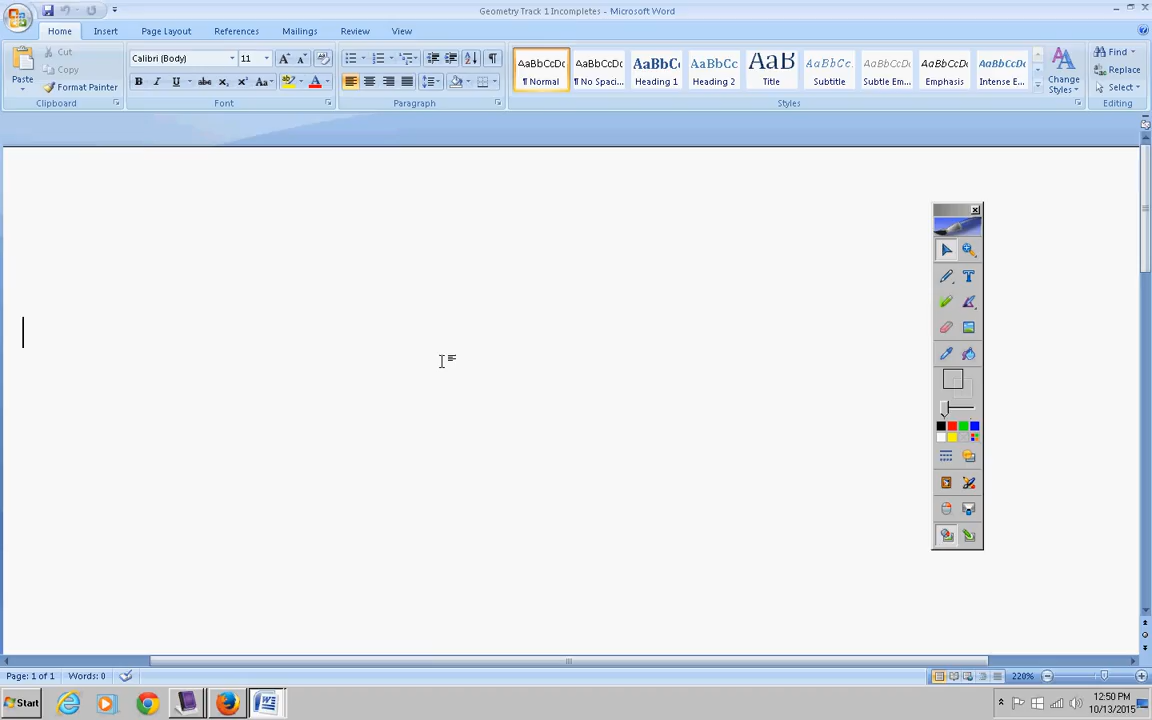 Geometry Track 1 Incompletes - Microsoft Word
Home Insert Page Layout References Mailings Review View
Paste Cut Copy Format Painter Clipboard
Calibri (Body) 11 Font
Paragraph
AaBbCcDc ¶ Normal AaBbCcDc ¶ No Spaci... AaBbC Heading 1 AaBbCc Heading 2 AaB Title AaBbCc Subtitle AaBbCcDc Subtle Em... AaBbCcDc Emphasis AaBbCcDc Intense E... Styles
Change Styles
Find Replace Select Editing
Page: 1 of 1 Words: 0 220%
Start 12:50 PM
10/13/2015